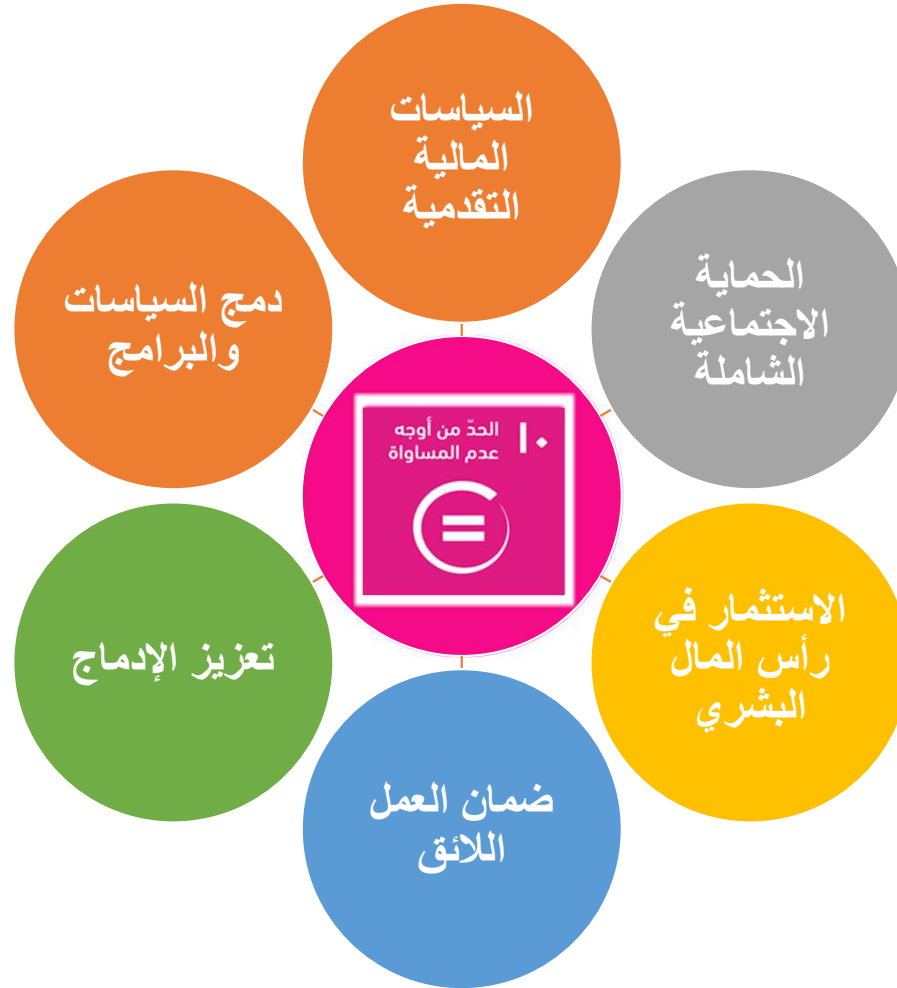 السياسات
المالية
التقدمية
الحماية
الاجتماعية
الشاملة
الاستثمار في
رأس المال
البشري
ضمان العمل
اللائق
تعزيز الإدماج
دمج السياسات
والبرامج
١٠ الحدّ من أوجه
عدم المساواة